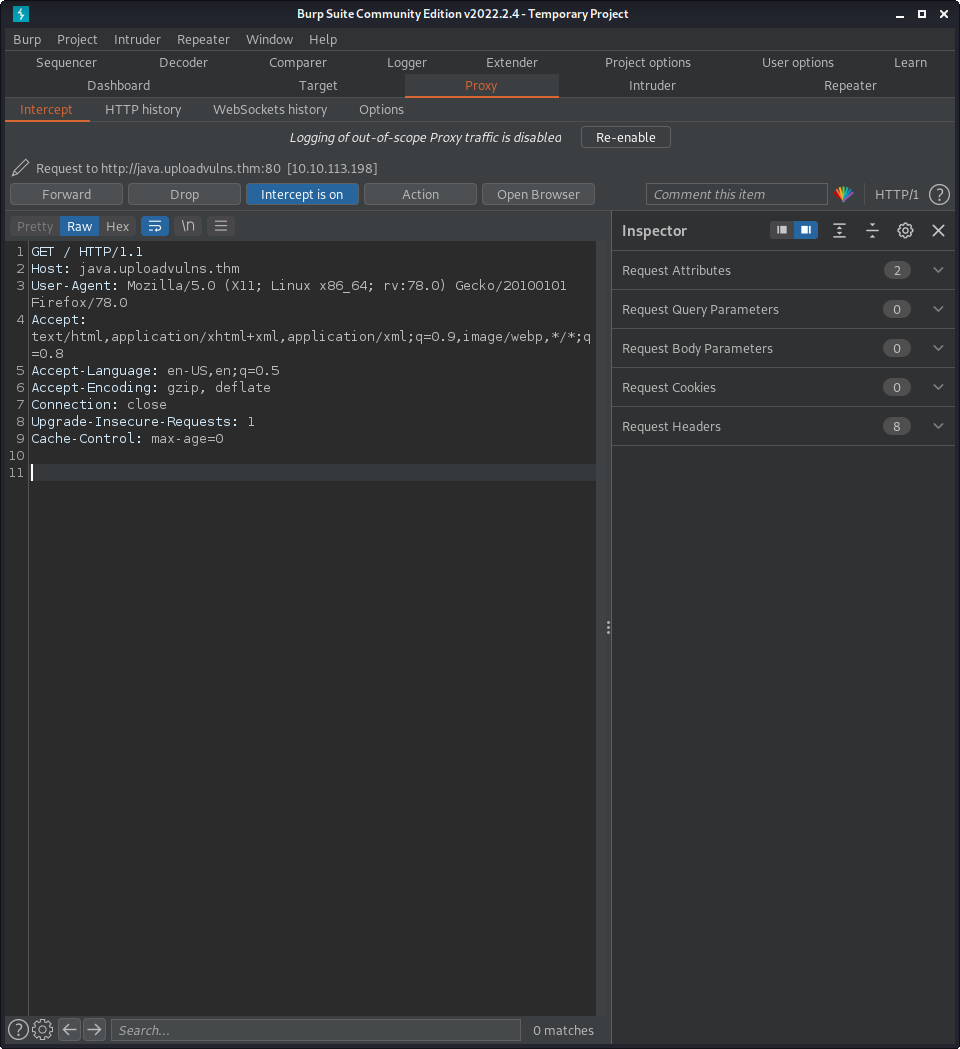 Burp Suite Community Edition v2022.2.4 - Temporary Project
Burp Project Intruder Repeater Window Help
Sequencer Decoder Comparer Logger Extender Project options User options Learn
Dashboard Target Proxy Intruder Repeater
Intercept HTTP history WebSockets history Options
Logging of out-of-scope Proxy traffic is disabled Re-enable
Request to http://java.uploadvulns.thm:80 [10.10.113.198]
Forward Drop Intercept is on Action Open Browser Comment this item HTTP/1 ?
Pretty Raw Hex \n
1 GET / HTTP/1.1
2 Host: java.uploadvulns.thm
3 User-Agent: Mozilla/5.0 (X11; Linux x86_64; rv:78.0) Gecko/20100101
Firefox/78.0
4 Accept:
text/html,application/xhtml+xml,application/xml;q=0.9,image/webp,*/*;q
=0.8
5 Accept-Language: en-US,en;q=0.5
6 Accept-Encoding: gzip, deflate
7 Connection: close
8 Upgrade-Insecure-Requests: 1
9 Cache-Control: max-age=0
10
11
Inspector
Request Attributes 2
Request Query Parameters 0
Request Body Parameters 0
Request Cookies 0
Request Headers 8
? Search... 0 matches